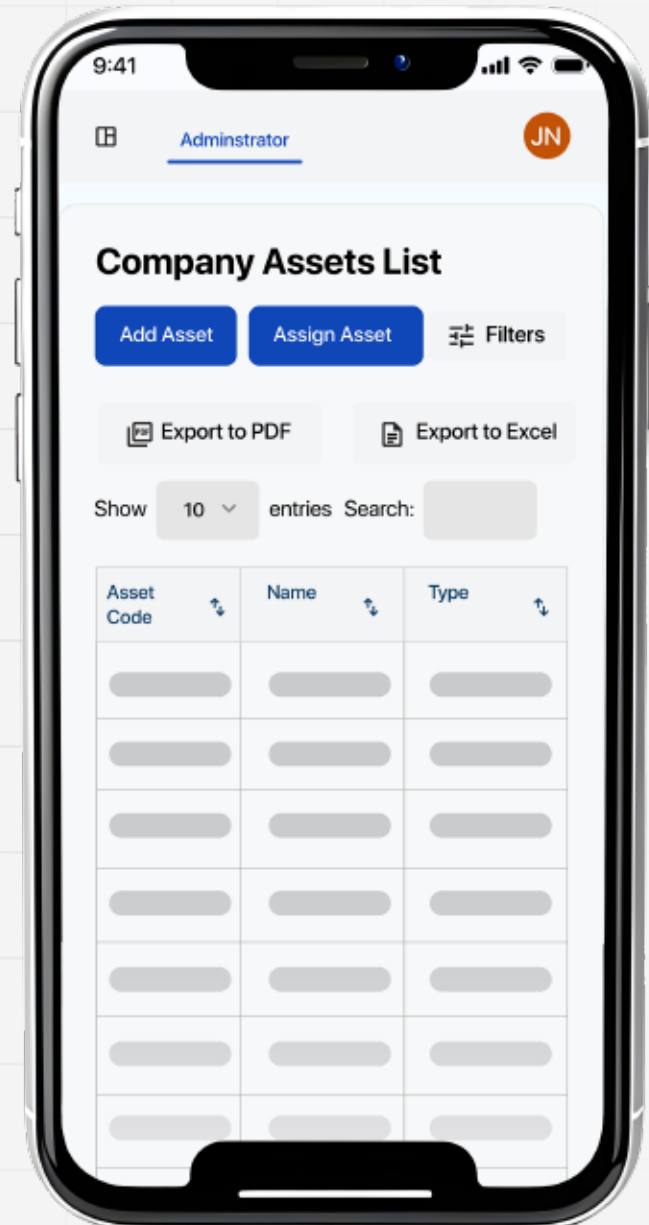 9:41
Adminstrator
JN
Company Assets List
Add Asset Assign Asset Filters
PDF Export to PDF Export to Excel
Show 10 entries Search:
Asset Code Name Type